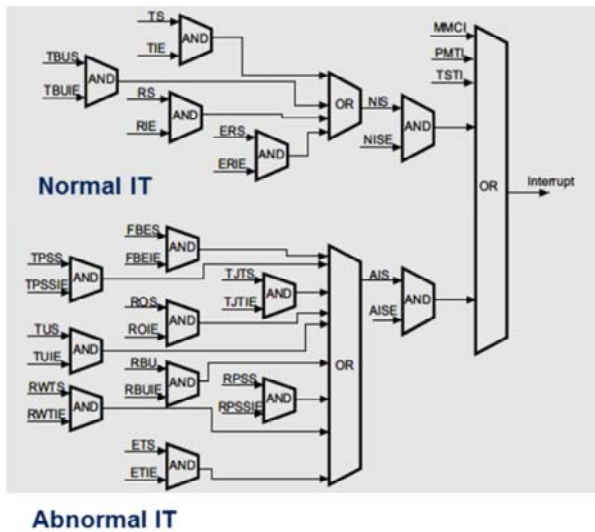 TS
TIE
AND
TBUS
TBUIE
AND
RS
RIE
AND
ERS
ERIE
AND
OR
NIS
NISE
AND
MMCI
PMTI
TSTI
OR
Interrupt
Normal IT
FBES
FBEIE
AND
TPSS
TPSSIE
AND
TJTS
TJTIE
AND
ROS
ROIE
AND
TUS
TUIE
AND
RBU
RBUIE
AND
RPSS
RPSSIE
AND
RWTS
RWTIE
AND
ETS
ETIE
AND
OR
AIS
AISE
AND
Abnormal IT